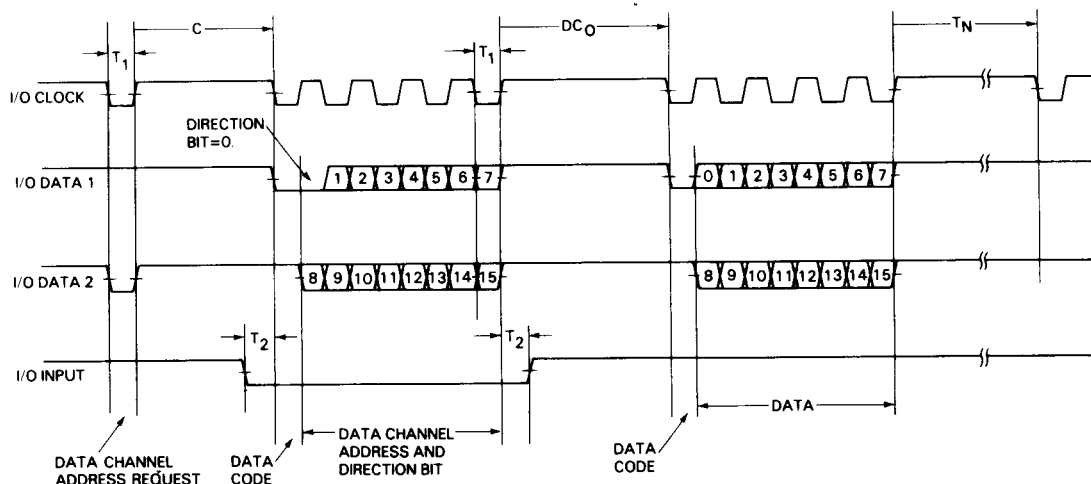 C
DC₀
T_N
T₁
T₁
I/O CLOCK
DIRECTION
BIT=0.
I/O DATA 1
1 2 3 4 5 6 7
0 1 2 3 4 5 6 7
I/O DATA 2
8 9 10 11 12 13 14 15
8 9 10 11 12 13 14 15
T₂
T₂
I/O INPUT
DATA
DATA CHANNEL
ADDRESS REQUEST
DATA
CODE
DATA CHANNEL
ADDRESS AND
DIRECTION BIT
DATA
CODE